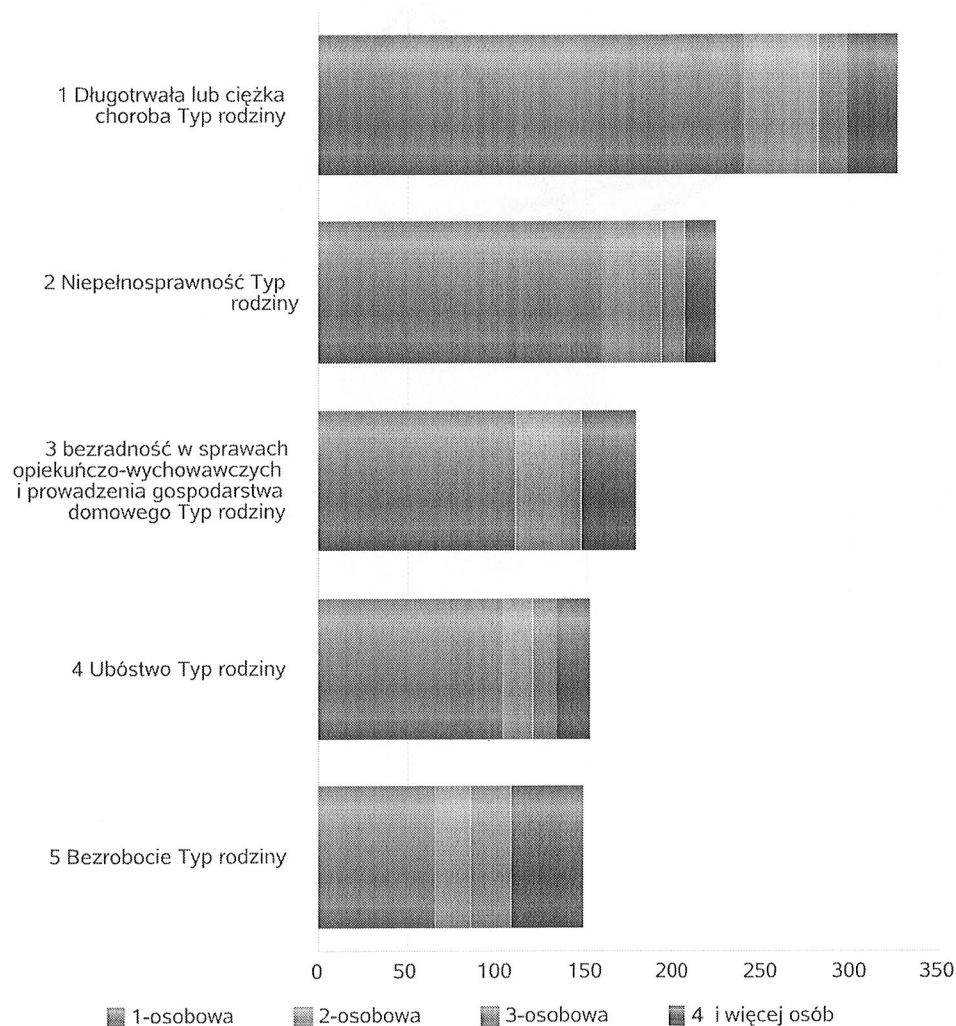 1 Długotrwała lub ciężka
choroba Typ rodziny
2 Niepełnosprawność Typ
rodziny
3 bezradność w sprawach
opiekuńczo-wychowawczych
i prowadzenia gospodarstwa
domowego Typ rodziny
4 Ubóstwo Typ rodziny
5 Bezrobocie Typ rodziny
0 50 100 150 200 250 300 350
1-osobowa 2-osobowa 3-osobowa 4 i więcej osób